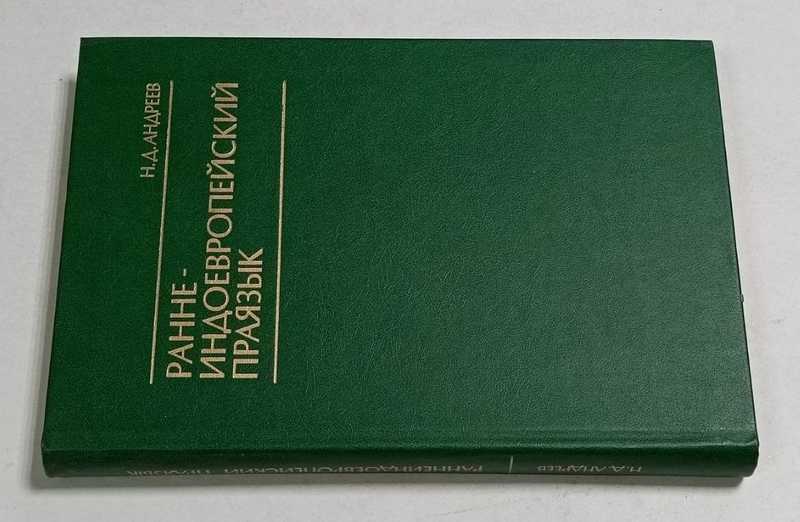 Н.Д.АНДРЕЕВ
РАННЕ-
ИНДОЕВРОПЕЙСКИЙ
ПРАЯЗЫК
Н.Д.АНДРЕЕВ
РАННЕИНДОЕВРОПЕЙСКИЙ ПРАЯЗЫК